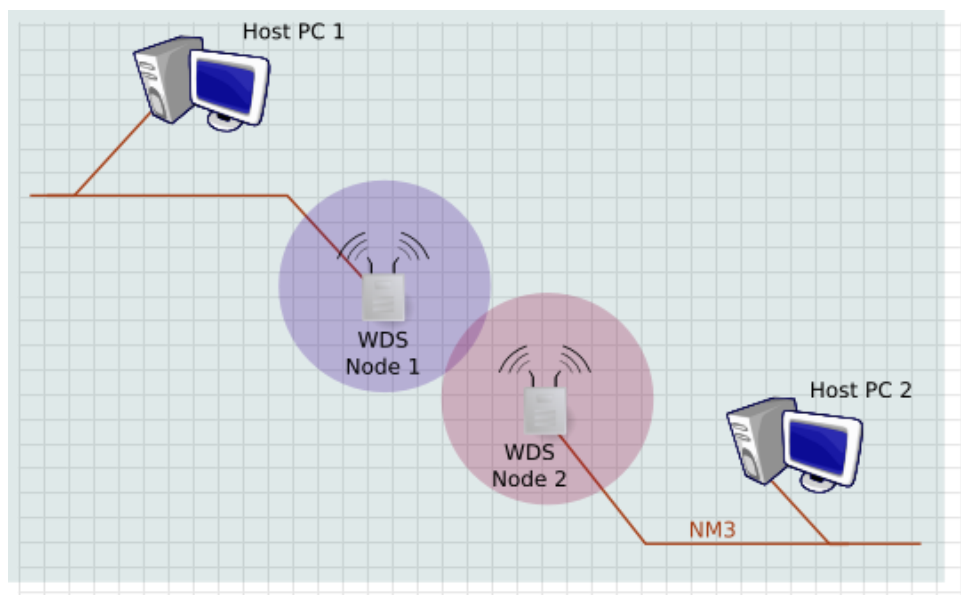 Host PC 1
WDS
Node 1
Host PC 2
WDS
Node 2
NM3